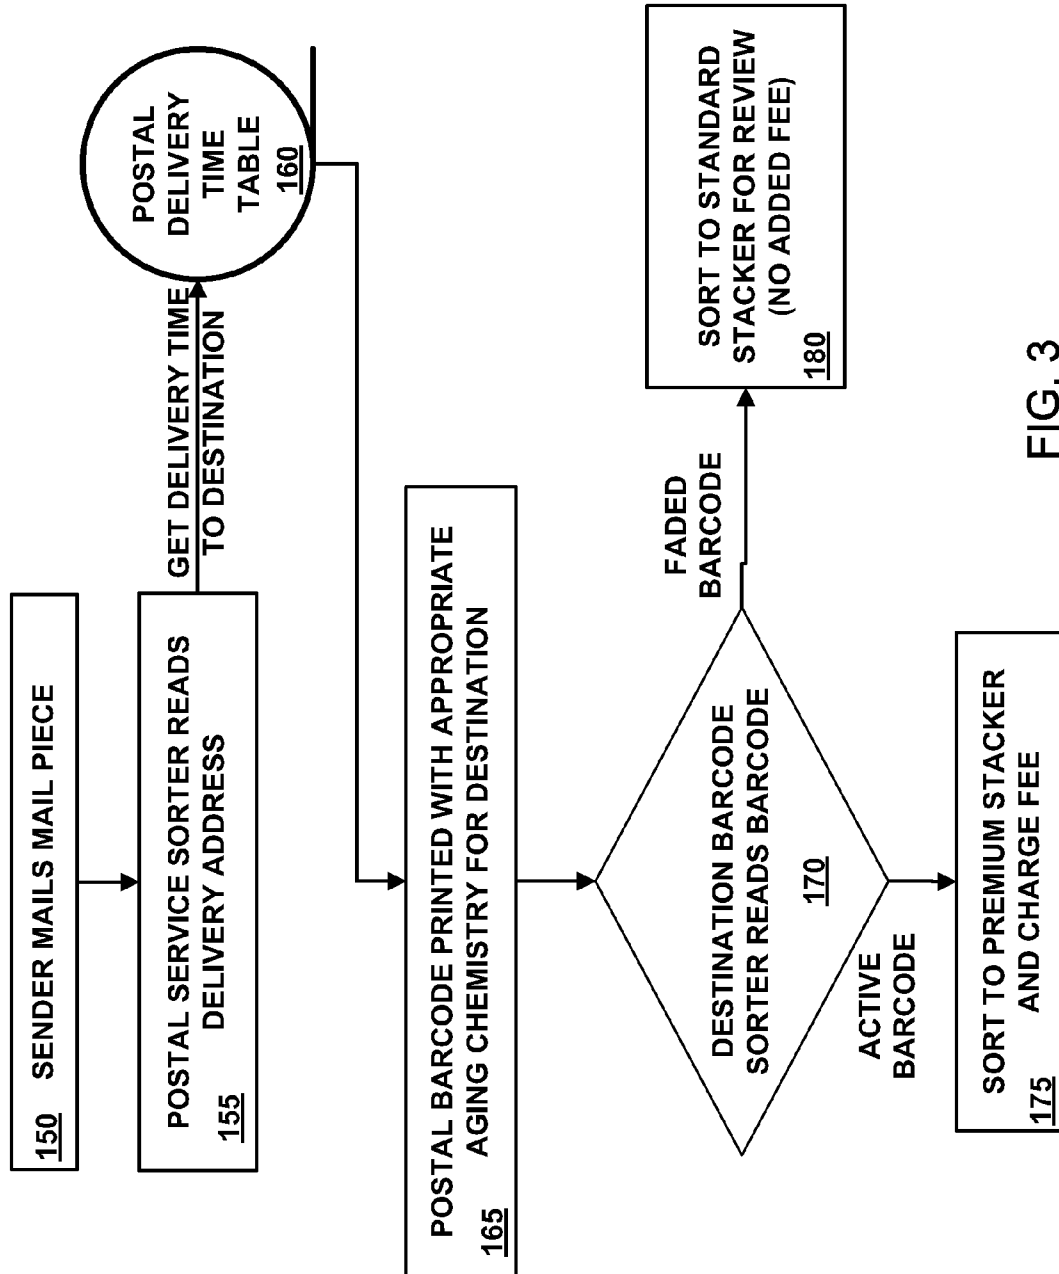 150 SENDER MAILS MAIL PIECE
POSTAL SERVICE SORTER READS
DELIVERY ADDRESS
155
GET DELIVERY TIME
TO DESTINATION
POSTAL
DELIVERY
TIME
TABLE
160
POSTAL BARCODE PRINTED WITH APPROPRIATE
AGING CHEMISTRY FOR DESTINATION
165
DESTINATION BARCODE
SORTER READS BARCODE
170
FADED
BARCODE
SORT TO STANDARD
STACKER FOR REVIEW
(NO ADDED FEE)
180
ACTIVE
BARCODE
SORT TO PREMIUM STACKER
AND CHARGE FEE
175
FIG. 3